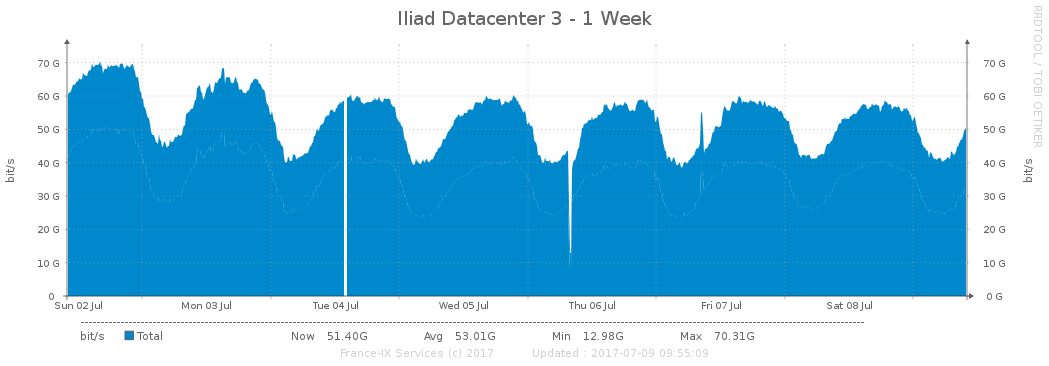 Iliad Datacenter 3 - 1 Week
RRDTOOL / TOBI OETIKER
bit/s
70 G
60 G
50 G
40 G
30 G
20 G
10 G
0
70 G
60 G
50 G
40 G
30 G
20 G
10 G
0 G
bit/s
Sun 02 Jul Mon 03 Jul Tue 04 Jul Wed 05 Jul Thu 06 Jul Fri 07 Jul Sat 08 Jul
bit/s Total Now 51.40G Avg 53.01G Min 12.98G Max 70.31G
France-IX Services (c) 2017 Updated : 2017-07-09 09:55:09